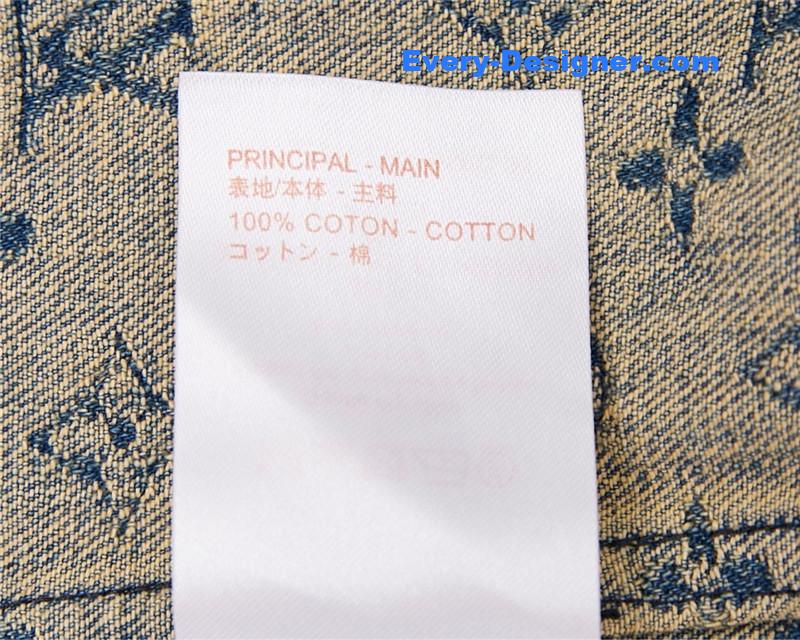 Every-Designer.com
PRINCIPAL - MAIN
表地/本体 - 主料
100% COTON - COTTON
コットン - 棉